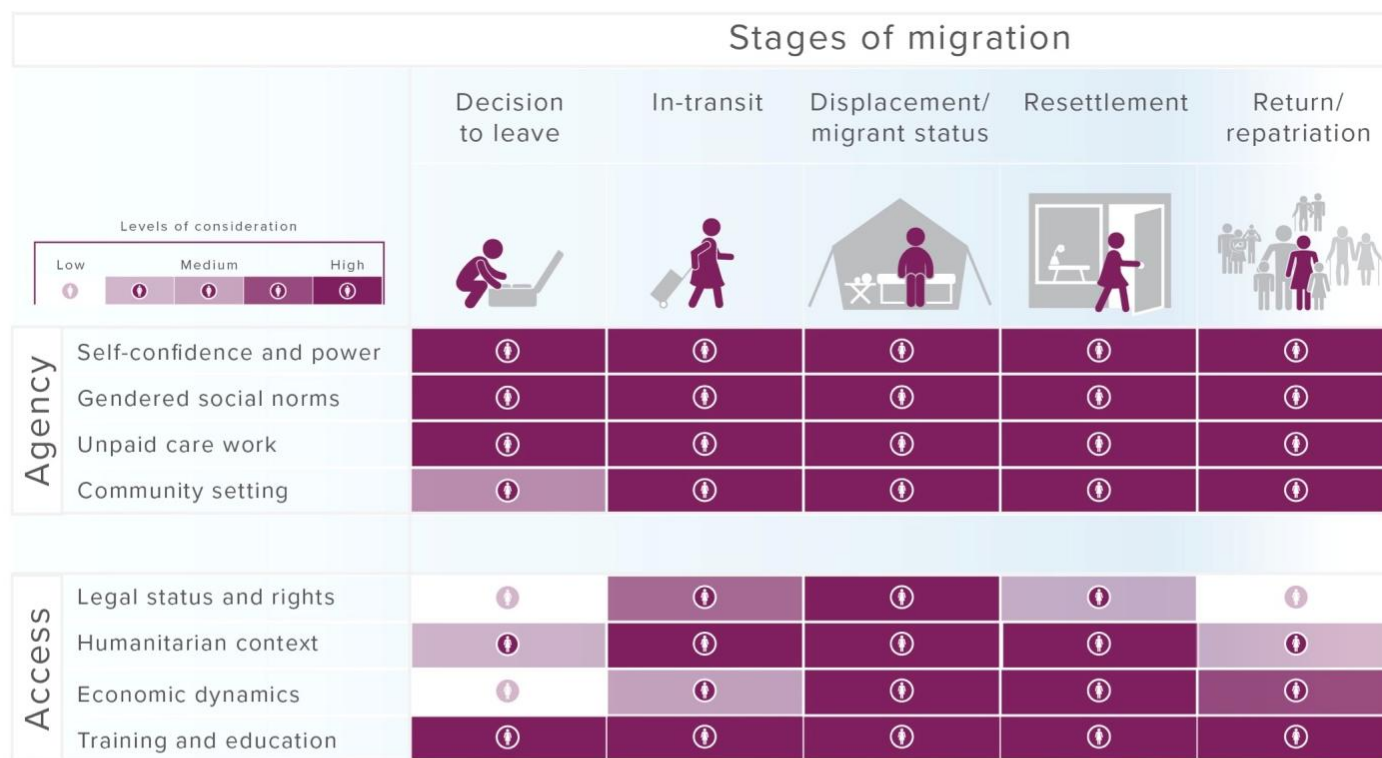 Stages of migration
Decision
to leave
In-transit
Displacement/
migrant status
Resettlement
Return/
repatriation
Levels of consideration
Low
Medium
High
Agency
Self-confidence and power
Gendered social norms
Unpaid care work
Community setting
Access
Legal status and rights
Humanitarian context
Economic dynamics
Training and education